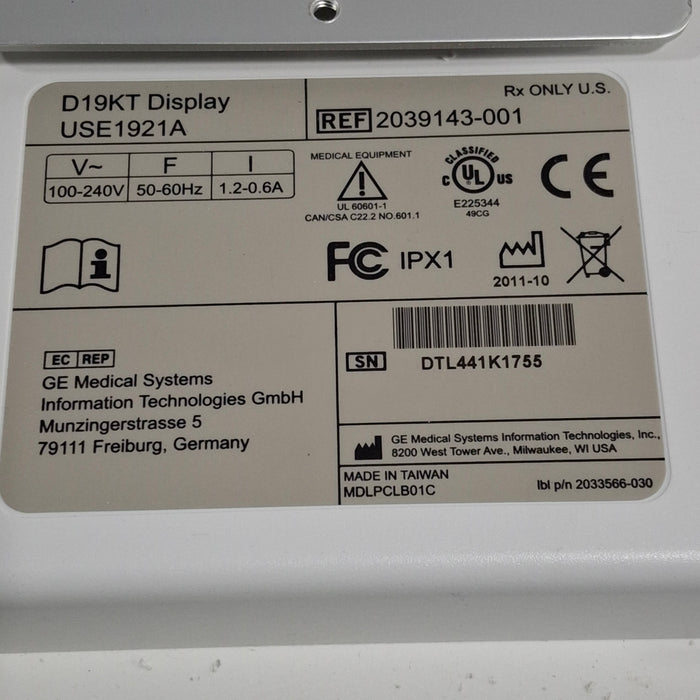 D19KT Display
USE1921A
Rx ONLY U.S.
REF 2039143-001
V~ F I
100-240V 50-60Hz 1.2-0.6A
MEDICAL EQUIPMENT
UL 60601-1
CAN/CSA C22.2 NO.601.1
CLASSIFIED
C UL US
E225344
49CG
CE
i
FC IPX1
2011-10
EC REP
GE Medical Systems
Information Technologies GmbH
Munzingerstrasse 5
79111 Freiburg, Germany
SN DTL441K1755
GE Medical Systems Information Technologies, Inc.,
8200 West Tower Ave., Milwaukee, WI USA
MADE IN TAIWAN
MDLPCLB01C
lbl p/n 2033566-030